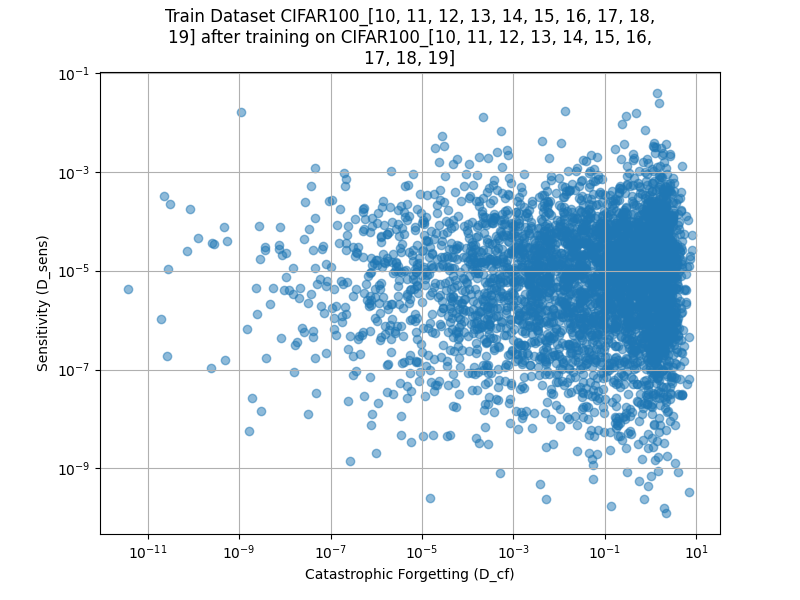 Train Dataset CIFAR100_[10, 11, 12, 13, 14, 15, 16, 17, 18,
19] after training on CIFAR100_[10, 11, 12, 13, 14, 15, 16,
17, 18, 19]
10⁻¹
10⁻³
10⁻⁵
10⁻⁷
10⁻⁹
Sensitivity (D_sens)
10⁻¹¹ 10⁻⁹ 10⁻⁷ 10⁻⁵ 10⁻³ 10⁻¹ 10¹
Catastrophic Forgetting (D_cf)